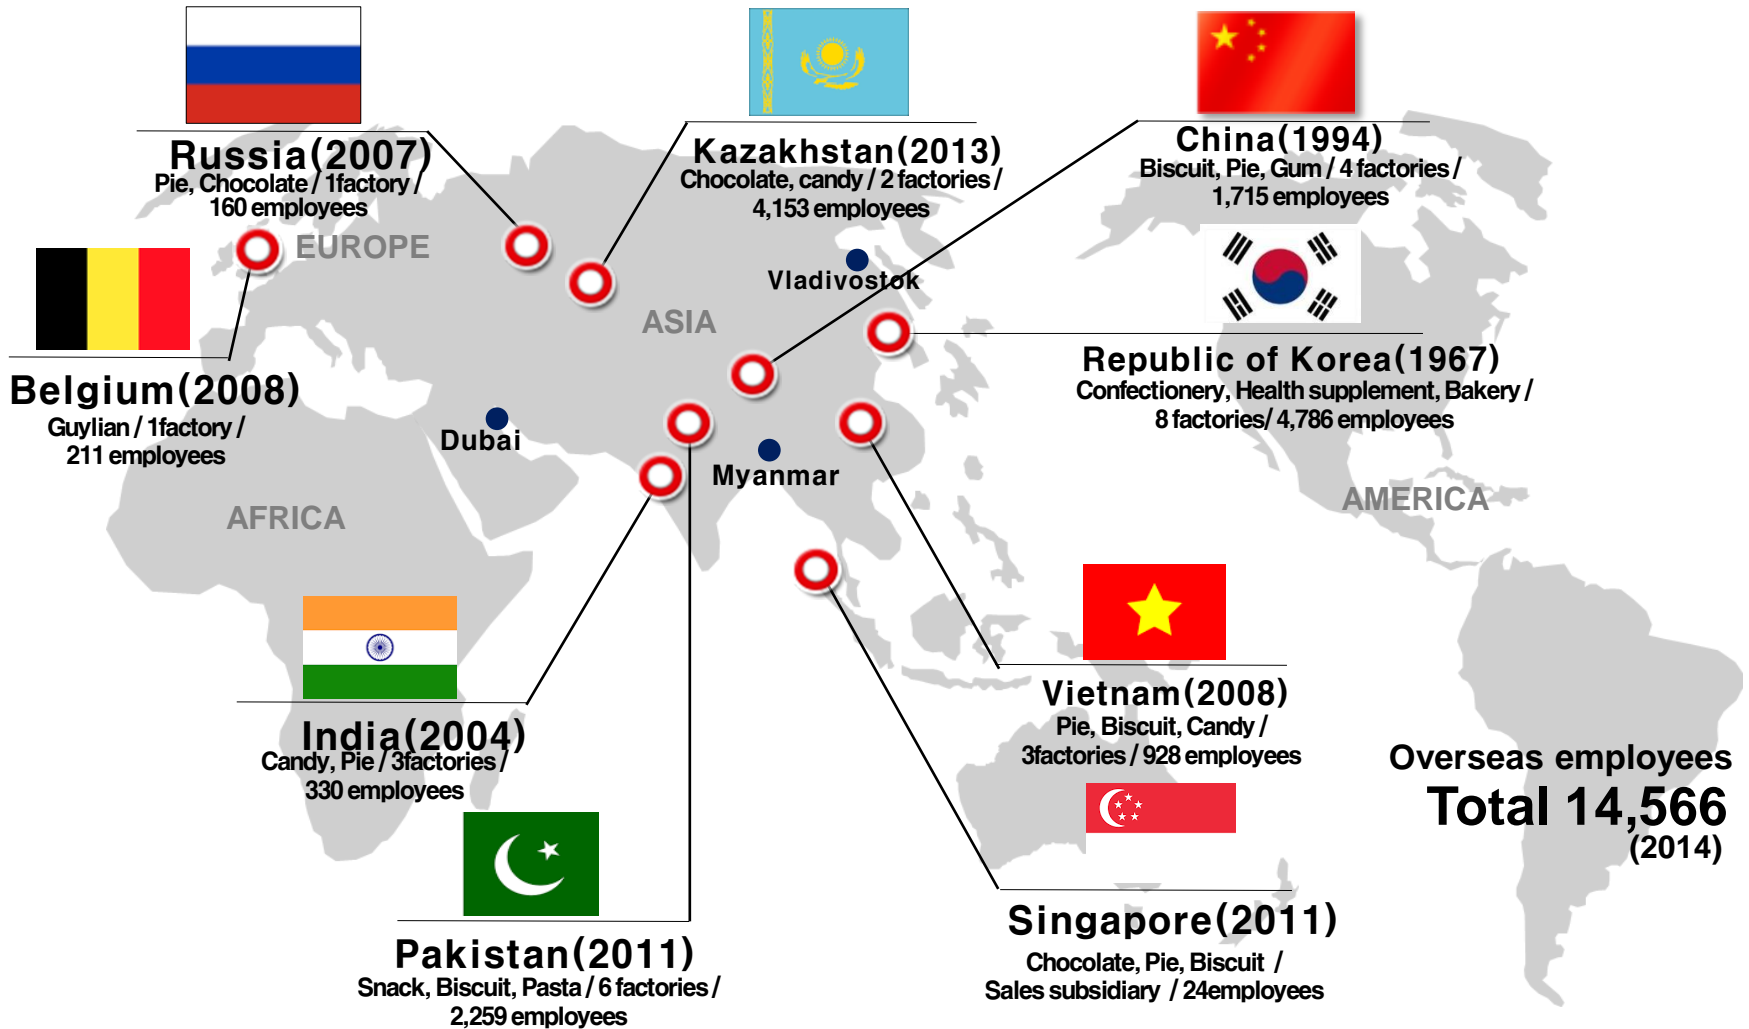 Russia(2007)
Pie, Chocolate / 1factory /
160 employees
Kazakhstan(2013)
Chocolate, candy / 2 factories /
4,153 employees
China(1994)
Biscuit, Pie, Gum / 4 factories /
1,715 employees
EUROPE
Vladivostok
ASIA
Republic of Korea(1967)
Confectionery, Health supplement, Bakery /
8 factories/ 4,786 employees
Belgium(2008)
Guylian / 1factory /
211 employees
Dubai
Myanmar
AFRICA
AMERICA
India(2004)
Candy, Pie / 3factories /
330 employees
Vietnam(2008)
Pie, Biscuit, Candy /
3factories / 928 employees
Overseas employees
Total 14,566
(2014)
Pakistan(2011)
Snack, Biscuit, Pasta / 6 factories /
2,259 employees
Singapore(2011)
Chocolate, Pie, Biscuit /
Sales subsidiary / 24employees